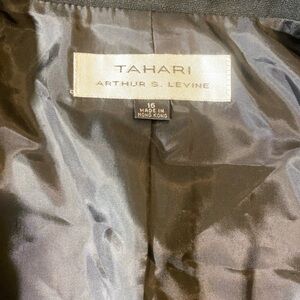 TAHARI
ARTHUR S. LEVINE
16
MADE IN
HONG KONG